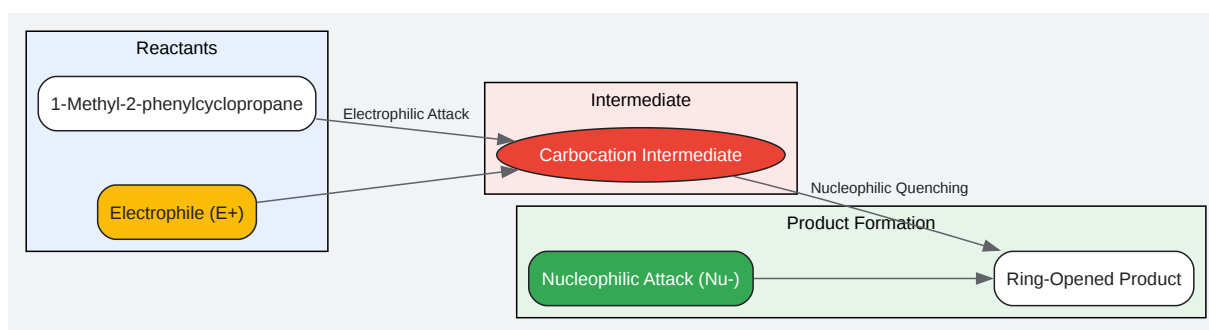 Reactants
1-Methyl-2-phenylcyclopropane
Electrophile (E+)
Electrophilic Attack
Intermediate
Carbocation Intermediate
Nucleophilic Quenching
Product Formation
Nucleophilic Attack (Nu-)
Ring-Opened Product